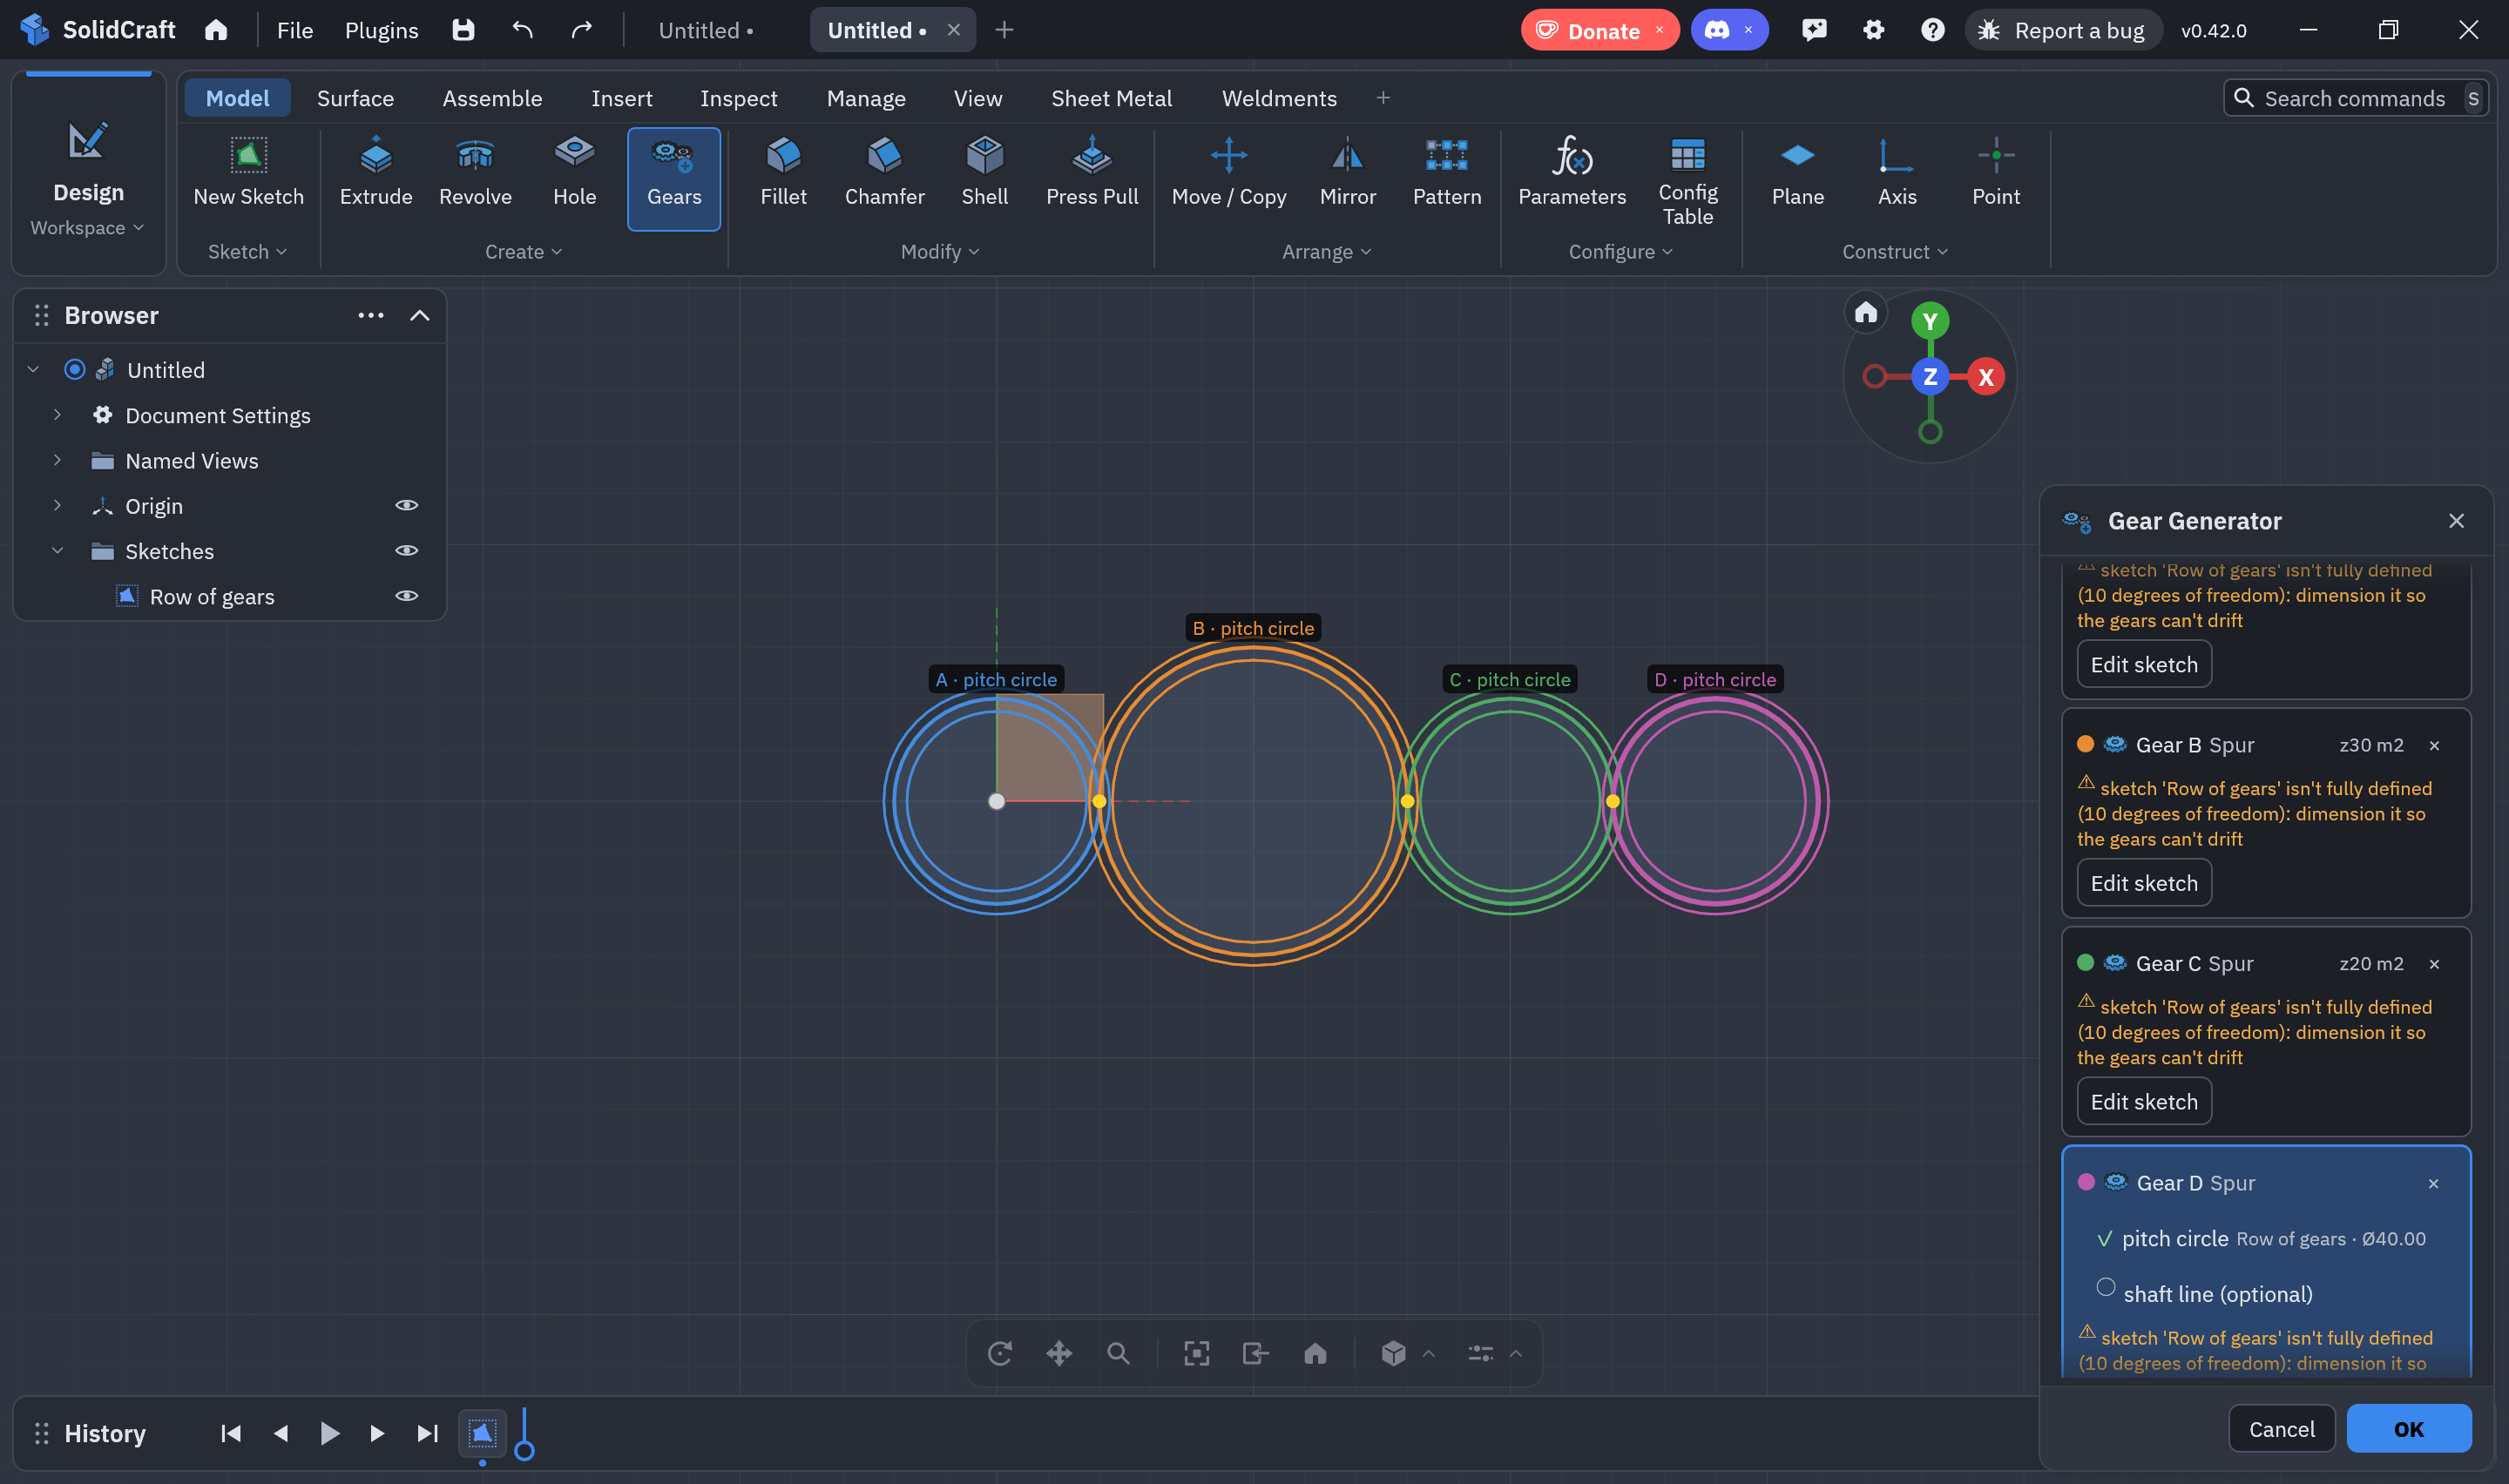 SolidCraft
File
Plugins
Untitled •
Untitled •
Donate
Report a bug
v0.42.0
Design
Workspace
Model
Surface
Assemble
Insert
Inspect
Manage
View
Sheet Metal
Weldments
Search commands
S
New Sketch
Extrude
Revolve
Hole
Gears
Fillet
Chamfer
Shell
Press Pull
Move / Copy
Mirror
Pattern
Parameters
Config
Table
Plane
Axis
Point
Sketch
Create
Modify
Arrange
Configure
Construct
Browser
Untitled
Document Settings
Named Views
Origin
Sketches
Row of gears
Y
Z
X
A · pitch circle
B · pitch circle
C · pitch circle
D · pitch circle
Gear Generator
sketch 'Row of gears' isn't fully defined
(10 degrees of freedom): dimension it so
the gears can't drift
Edit sketch
Gear B Spur
z30 m2
sketch 'Row of gears' isn't fully defined
(10 degrees of freedom): dimension it so
the gears can't drift
Edit sketch
Gear C Spur
z20 m2
sketch 'Row of gears' isn't fully defined
(10 degrees of freedom): dimension it so
the gears can't drift
Edit sketch
Gear D Spur
pitch circle Row of gears · Ø40.00
shaft line (optional)
sketch 'Row of gears' isn't fully defined
(10 degrees of freedom): dimension it so
Cancel
OK
History